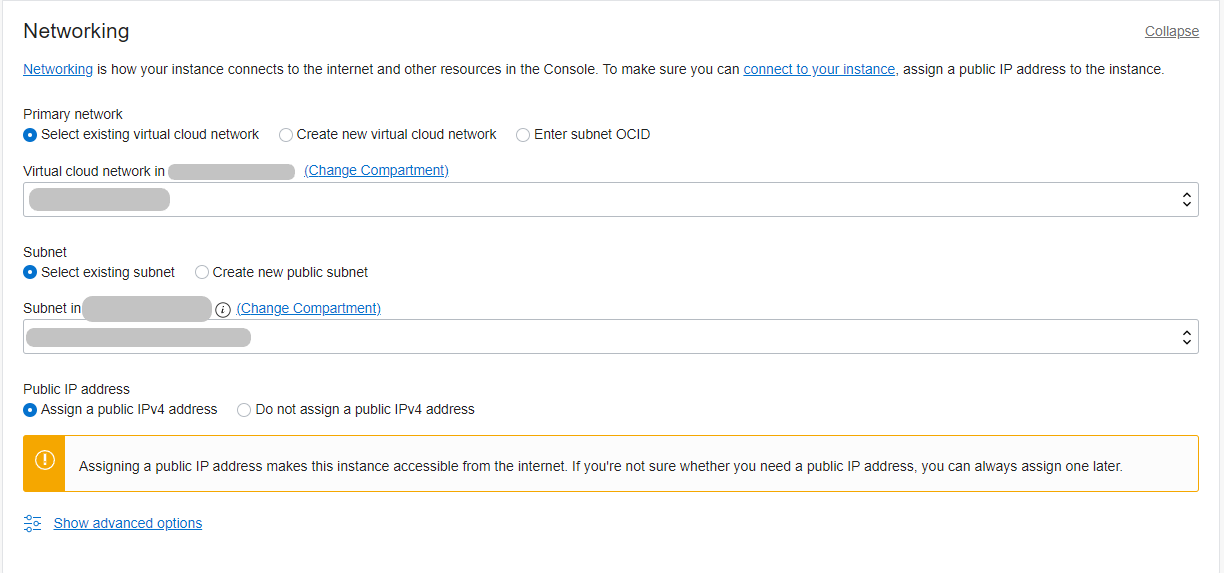 Networking
Collapse
Networking is how your instance connects to the internet and other resources in the Console. To make sure you can connect to your instance, assign a public IP address to the instance.
Primary network
Select existing virtual cloud network Create new virtual cloud network Enter subnet OCID
Virtual cloud network in (Change Compartment)
Subnet
Select existing subnet Create new public subnet
Subnet in (Change Compartment)
Public IP address
Assign a public IPv4 address Do not assign a public IPv4 address
Assigning a public IP address makes this instance accessible from the internet. If you're not sure whether you need a public IP address, you can always assign one later.
Show advanced options